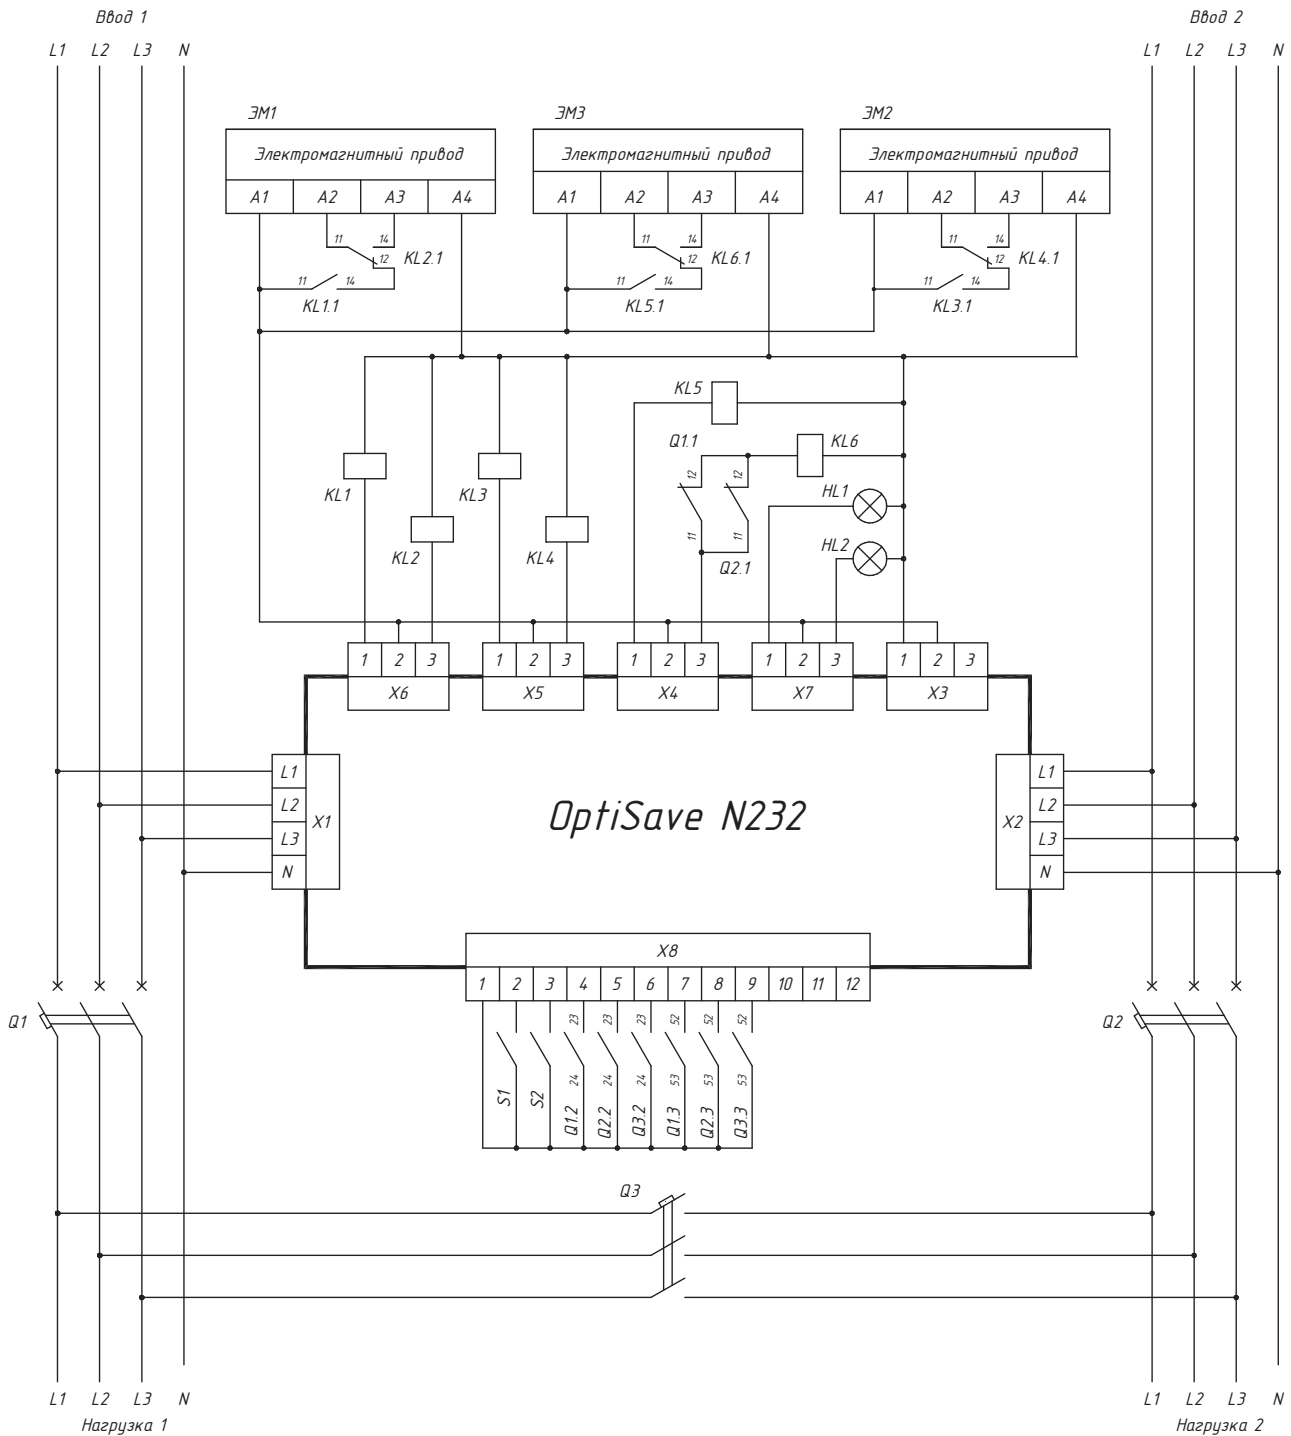 Ввод 1
Ввод 2
L1 L2 L3 N
L1 L2 L3 N
ЭМ1
ЭМ3
ЭМ2
Электромагнитный привод
Электромагнитный привод
Электромагнитный привод
A1 A2 A3 A4
A1 A2 A3 A4
A1 A2 A3 A4
11 14
12
KL2.1
11 14
KL1.1
11 14
12
KL6.1
11 14
KL5.1
11 14
12
KL4.1
11 14
KL3.1
KL5
Q1.1
KL6
12
12
KL1
KL3
HL1
11
11
KL2
KL4
HL2
Q2.1
1 2 3
1 2 3
1 2 3
1 2 3
1 2 3
X6
X5
X4
X7
X3
L1
L2
L3
N
X1
OptiSave N232
X2
L1
L2
L3
N
X8
1 2 3 4 5 6 7 8 9 10 11 12
Q1
Q2
23 23 23 52 52 52
24 24 24 53 53 53
S1 S2 Q1.2 Q2.2 Q3.2 Q1.3 Q2.3 Q3.3
Q3
L1 L2 L3 N
L1 L2 L3 N
Нагрузка 1
Нагрузка 2